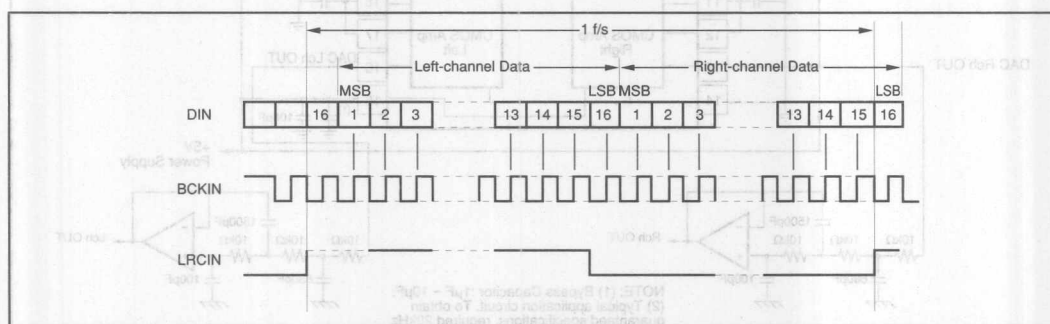 1 f/s
Left-channel Data Right-channel Data
MSB LSB MSB LSB
DIN 16 1 2 3 13 14 15 16 1 2 3 13 14 15 16
BCKIN
LRCIN